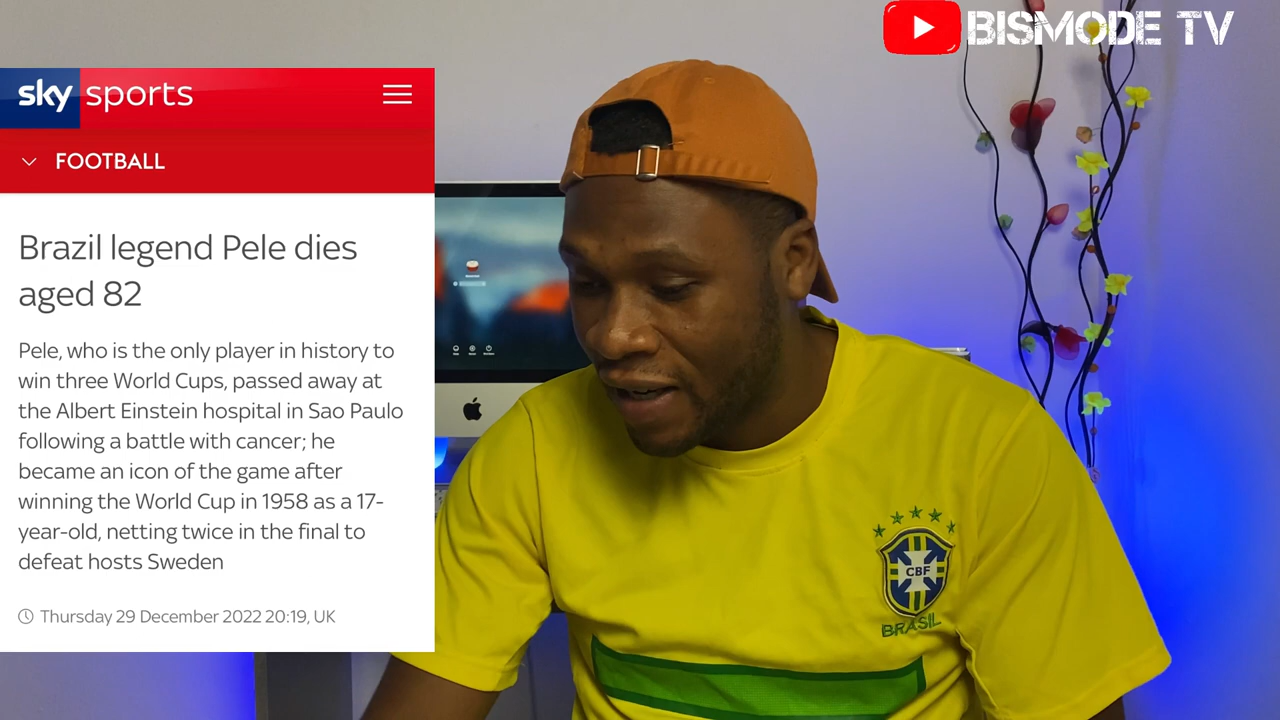 BISMODE TV
sky sports
FOOTBALL
Brazil legend Pele dies
aged 82
Pele, who is the only player in history to
win three World Cups, passed away at
the Albert Einstein hospital in Sao Paulo
following a battle with cancer; he
became an icon of the game after
winning the World Cup in 1958 as a 17-
year-old, netting twice in the final to
defeat hosts Sweden
Thursday 29 December 2022 20:19, UK
CBF
BRASIL